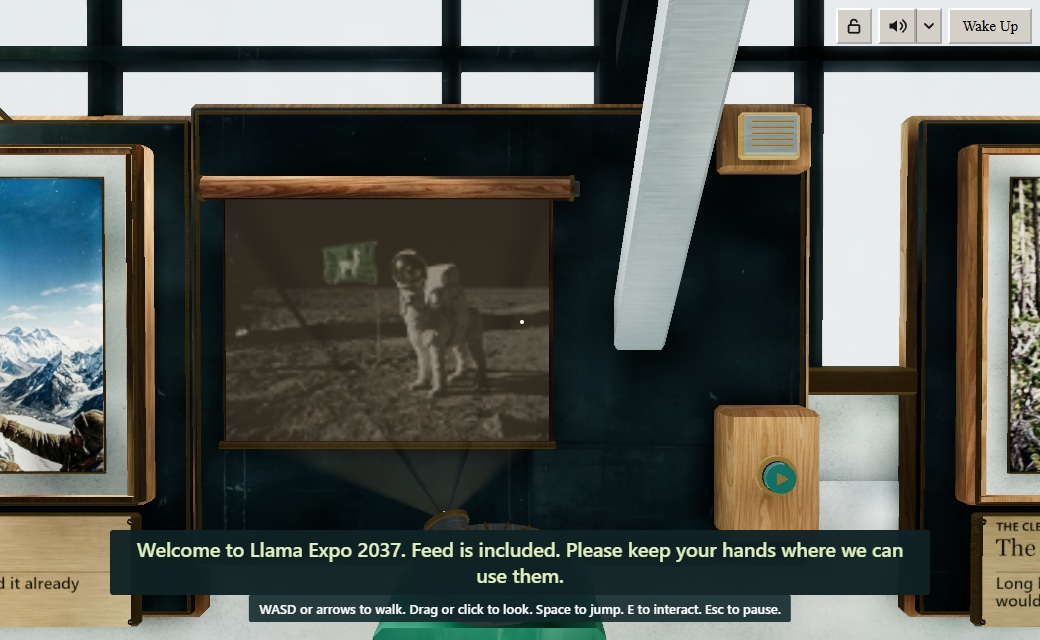 Wake Up
Welcome to Llama Expo 2037. Feed is included. Please keep your hands where we can
use them.
WASD or arrows to walk. Drag or click to look. Space to jump. E to interact. Esc to pause.
d it already
THE CLE
The
Long
would